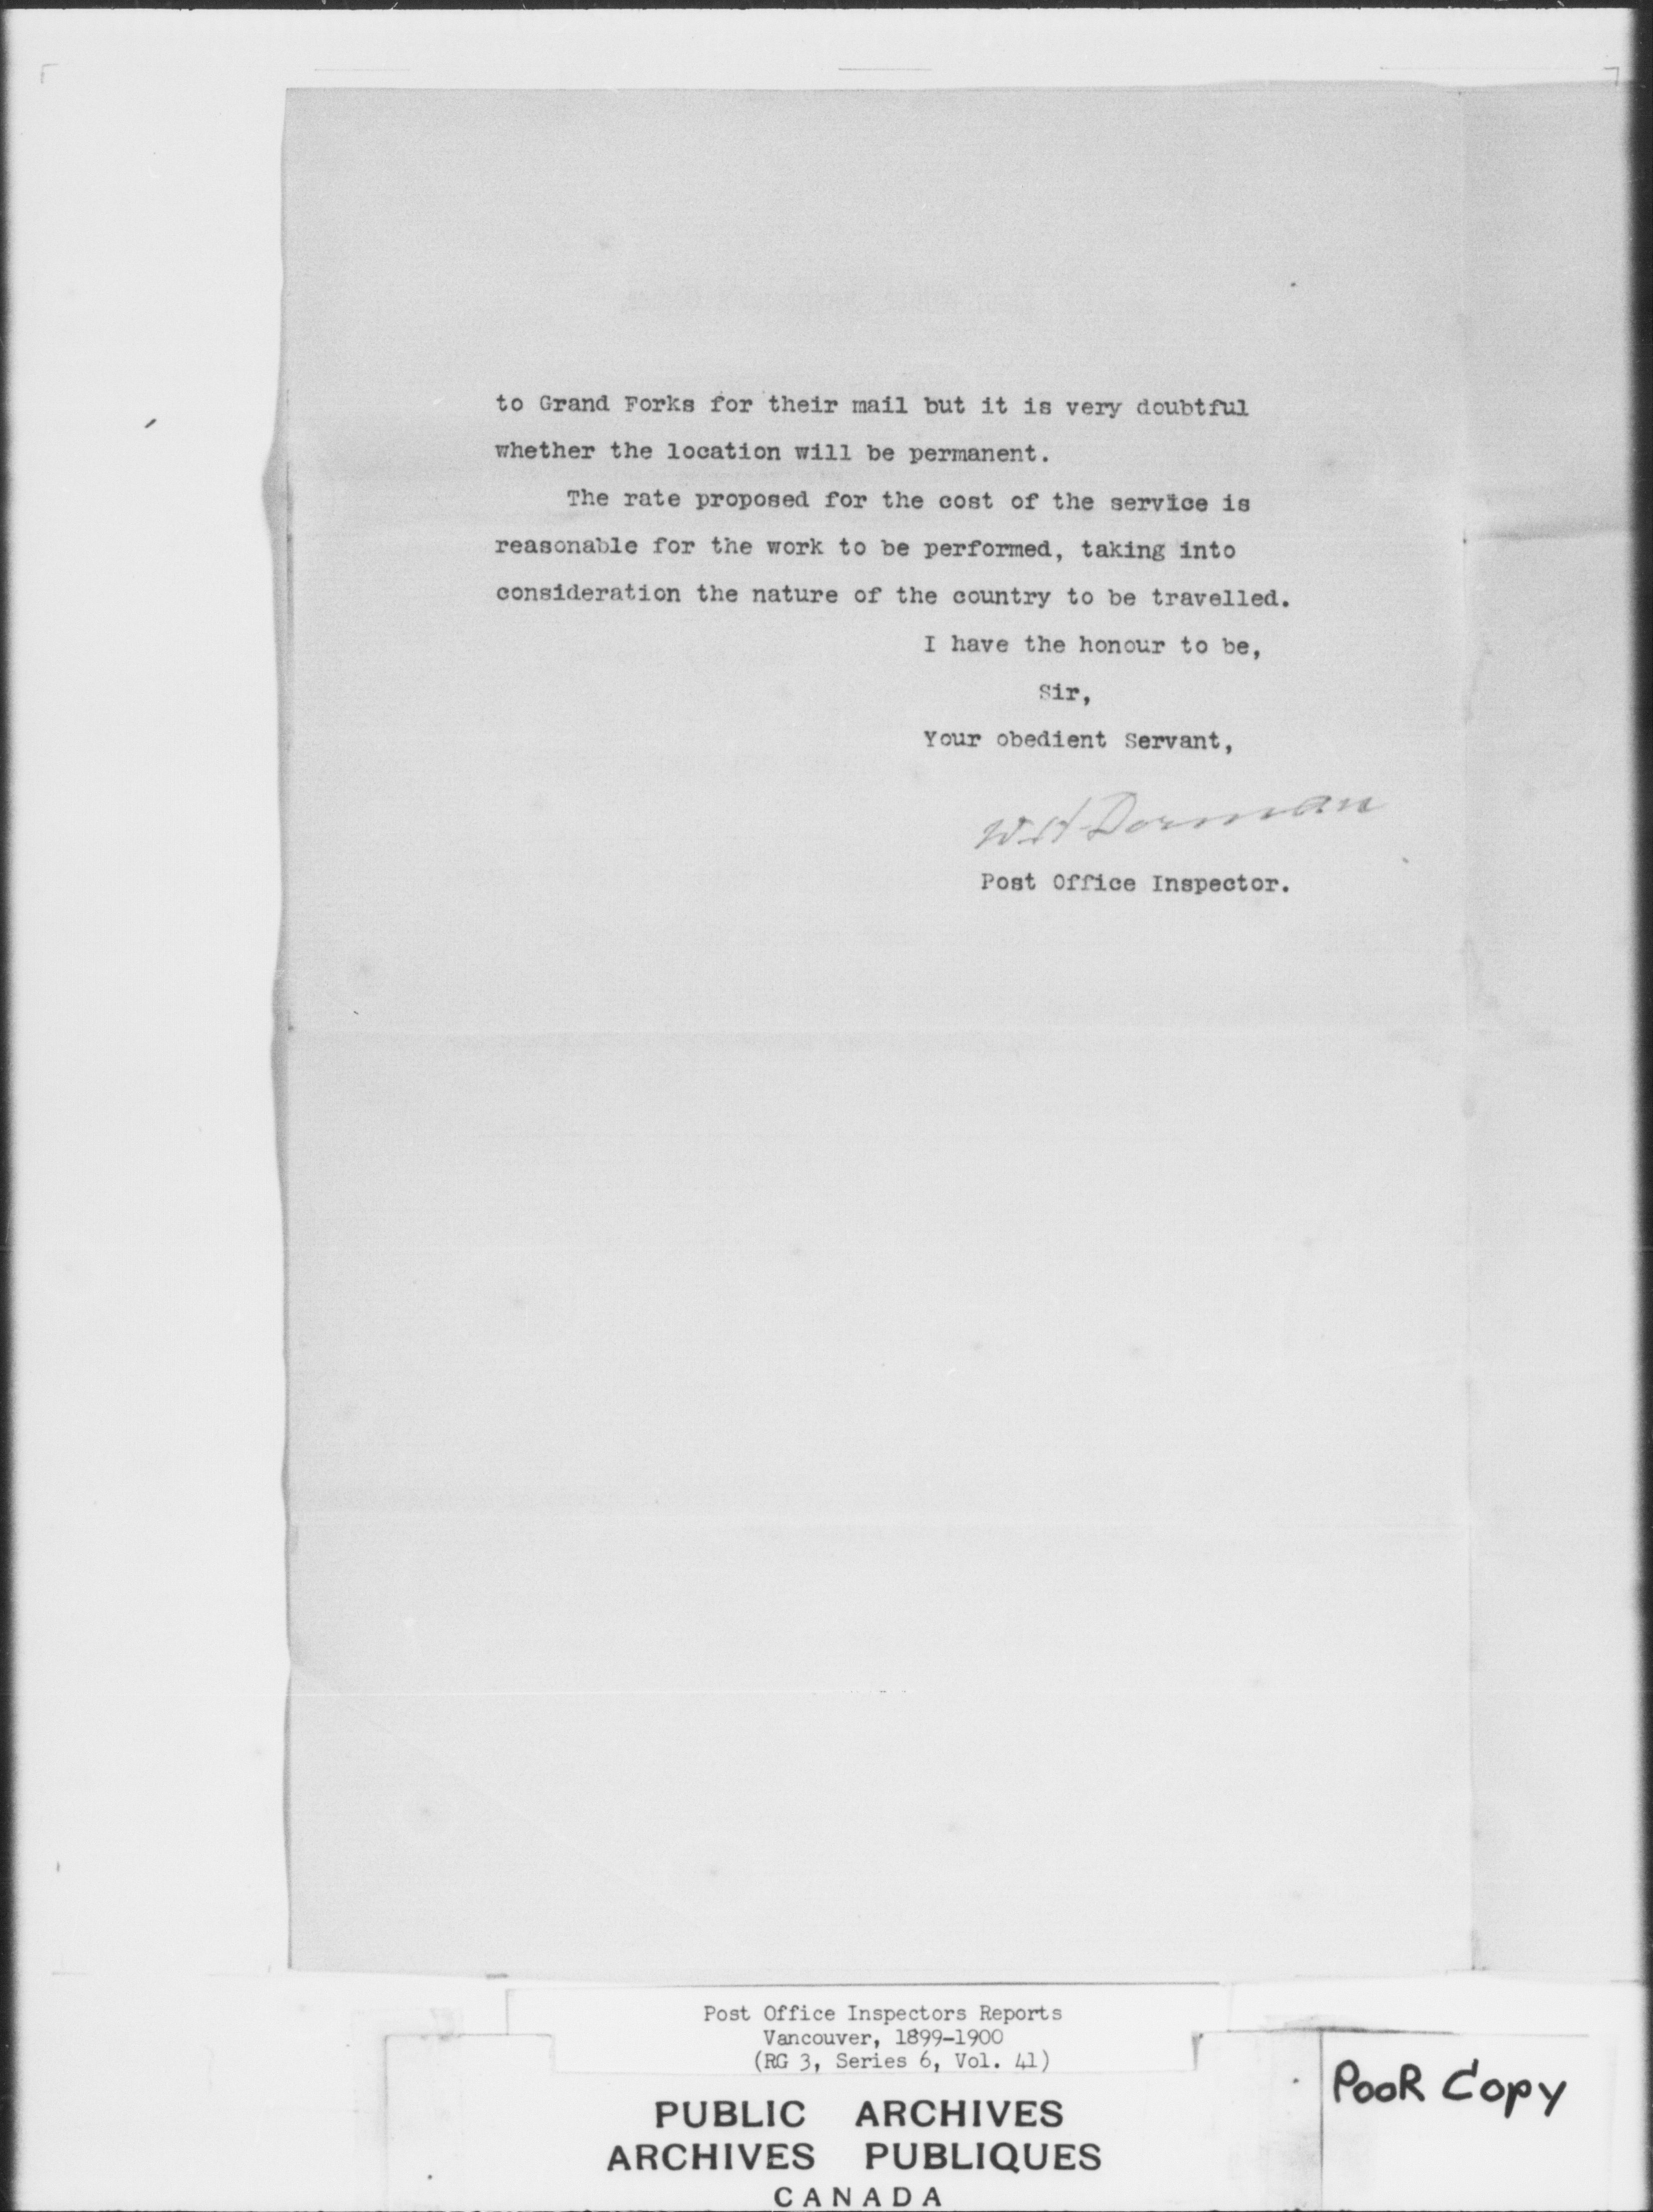 to Grand Forks for their mail but it is very doubtful
whether the location will be permanent.
The rate proposed for the cost of the service is
reasonable for the work to be performed, taking into
consideration the nature of the country to be travelled.
I have the honour to be,
Sir,
Your obedient Servant,
W H Dorman
Post Office Inspector.
Post Office Inspectors Reports
Vancouver, 1899-1900
(RG 3, Series 6, Vol. 41)
PUBLIC ARCHIVES
ARCHIVES PUBLIQUES
CANADA
POOR COPY